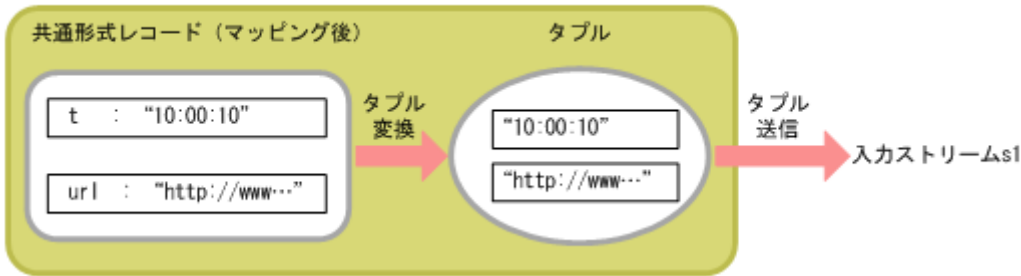 共通形式レコード（マッピング後）
タプル
t : “10:00:10”
url : “http://www…”
タプル
変換
“10:00:10”
“http://www…”
タプル
送信
入力ストリームs1